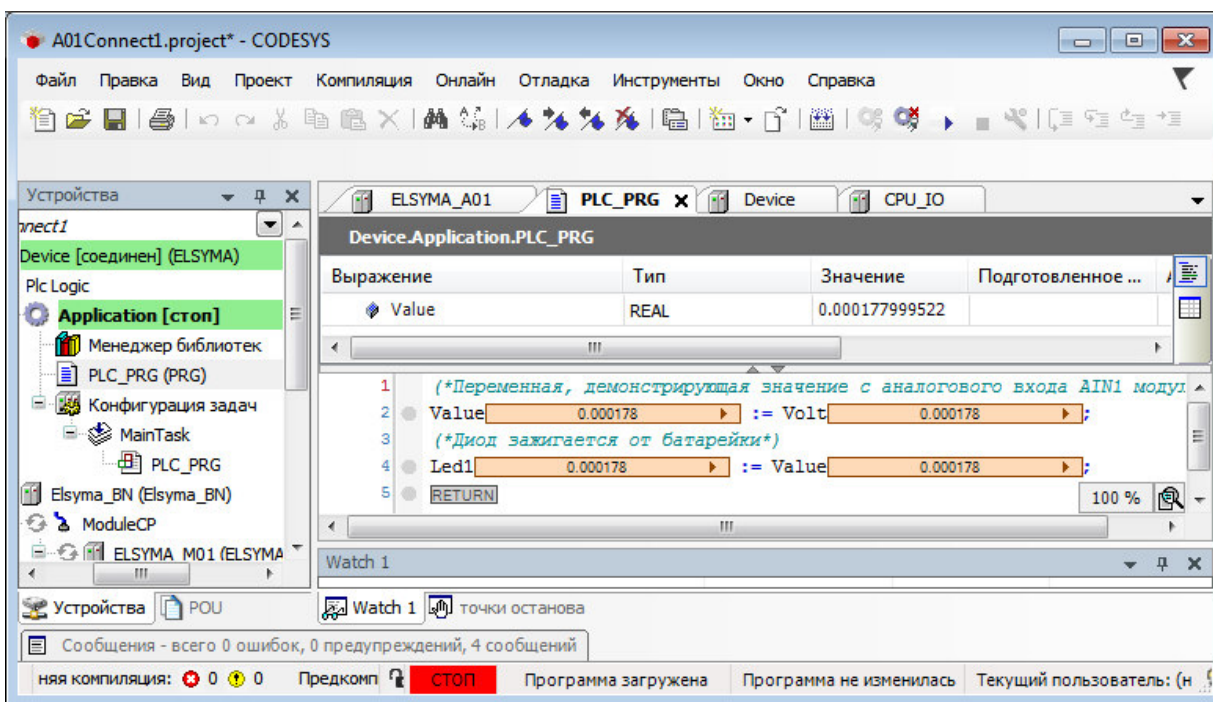 A01Connect1.project* - CODESYS
Файл Правка Вид Проект Компиляция Онлайн Отладка Инструменты Окно Справка
Устройства
nnect1
Device [соединен] (ELSYMA)
Plc Logic
Application [стоп]
Менеджер библиотек
PLC_PRG (PRG)
Конфигурация задач
MainTask
PLC_PRG
Elsyma_BN (Elsyma_BN)
ModuleCP
ELSYMA_M01 (ELSYMA
Устройства POU
ELSYMA_A01 PLC_PRG Device CPU_IO
Device.Application.PLC_PRG
Выражение Тип Значение Подготовленное ...
Value REAL 0.000177999522
1 (*Переменная, демонстрирующая значение с аналогового входа AIN1 модул
2 Value 0.000178 := Volt 0.000178 ;
3 (*Диод зажигается от батарейки*)
4 Led1 0.000178 := Value 0.000178 ;
5 RETURN
100 %
Watch 1
Watch 1 точки останова
Сообщения - всего 0 ошибок, 0 предупреждений, 4 сообщений
няя компиляция: 0 0 Предкомп СТОП Программа загружена Программа не изменилась Текущий пользователь: (н